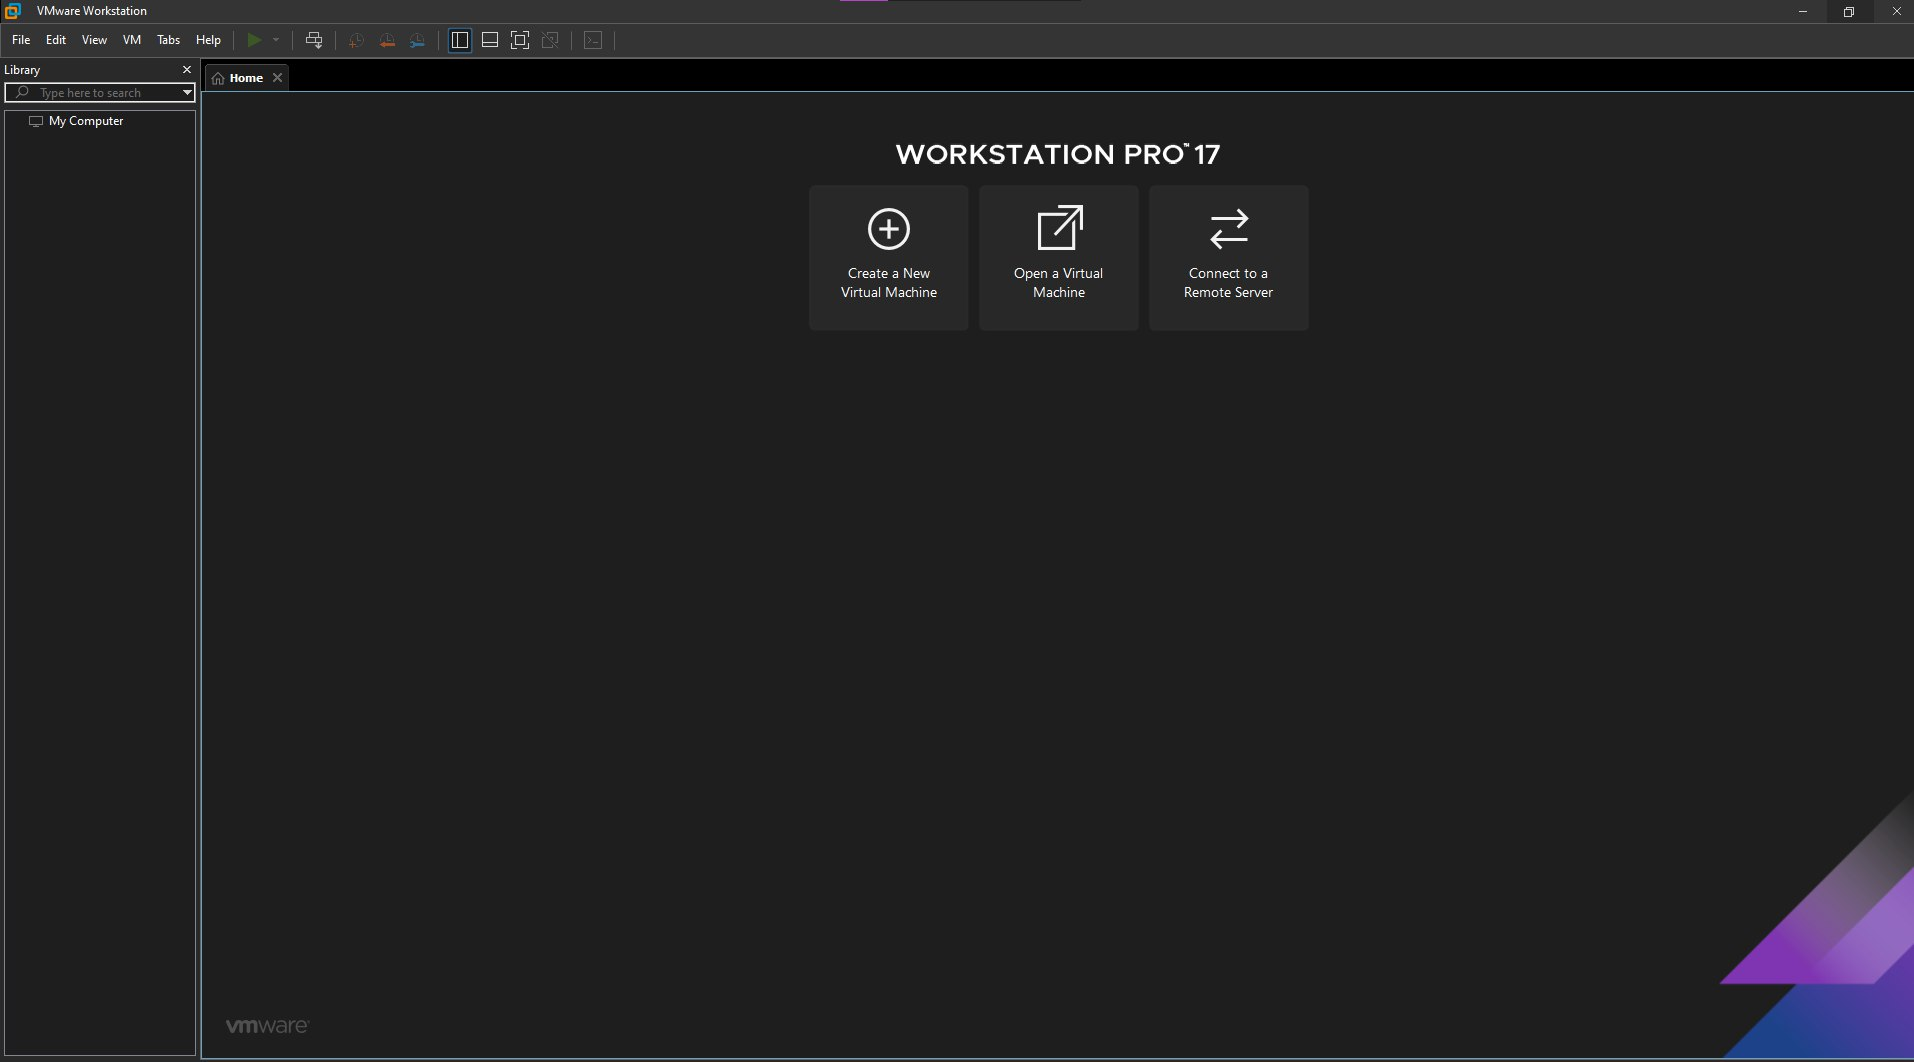 VMware Workstation
File Edit View VM Tabs Help
Library
Type here to search
My Computer
Home
WORKSTATION PRO™ 17
Create a New
Virtual Machine
Open a Virtual
Machine
Connect to a
Remote Server
vmware